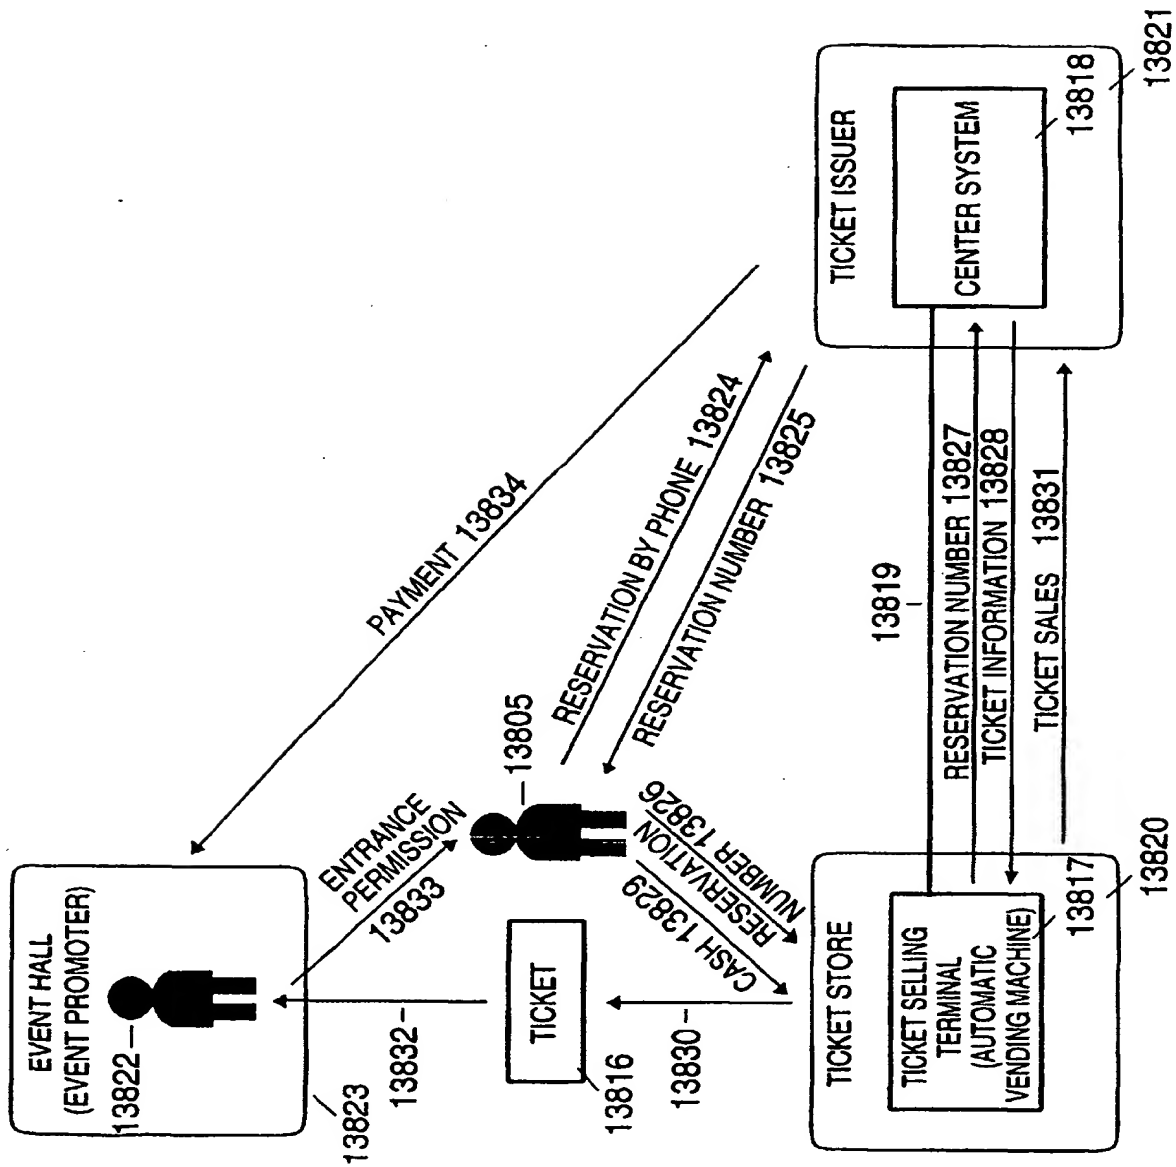 EVENT HALL
(EVENT PROMOTER)
13822
13823
PAYMENT 13834
ENTRANCE
PERMISSION
13833
13832
TICKET
13816
13805
RESERVATION BY PHONE 13824
RESERVATION NUMBER 13825
13830
CASH 13829
RESERVATION
NUMBER 13826
TICKET STORE
TICKET SELLING
TERMINAL
(AUTOMATIC
VENDING MACHINE)
13817
13820
13819
RESERVATION NUMBER 13827
TICKET INFORMATION 13828
TICKET SALES 13831
TICKET ISSUER
CENTER SYSTEM
13818
13821